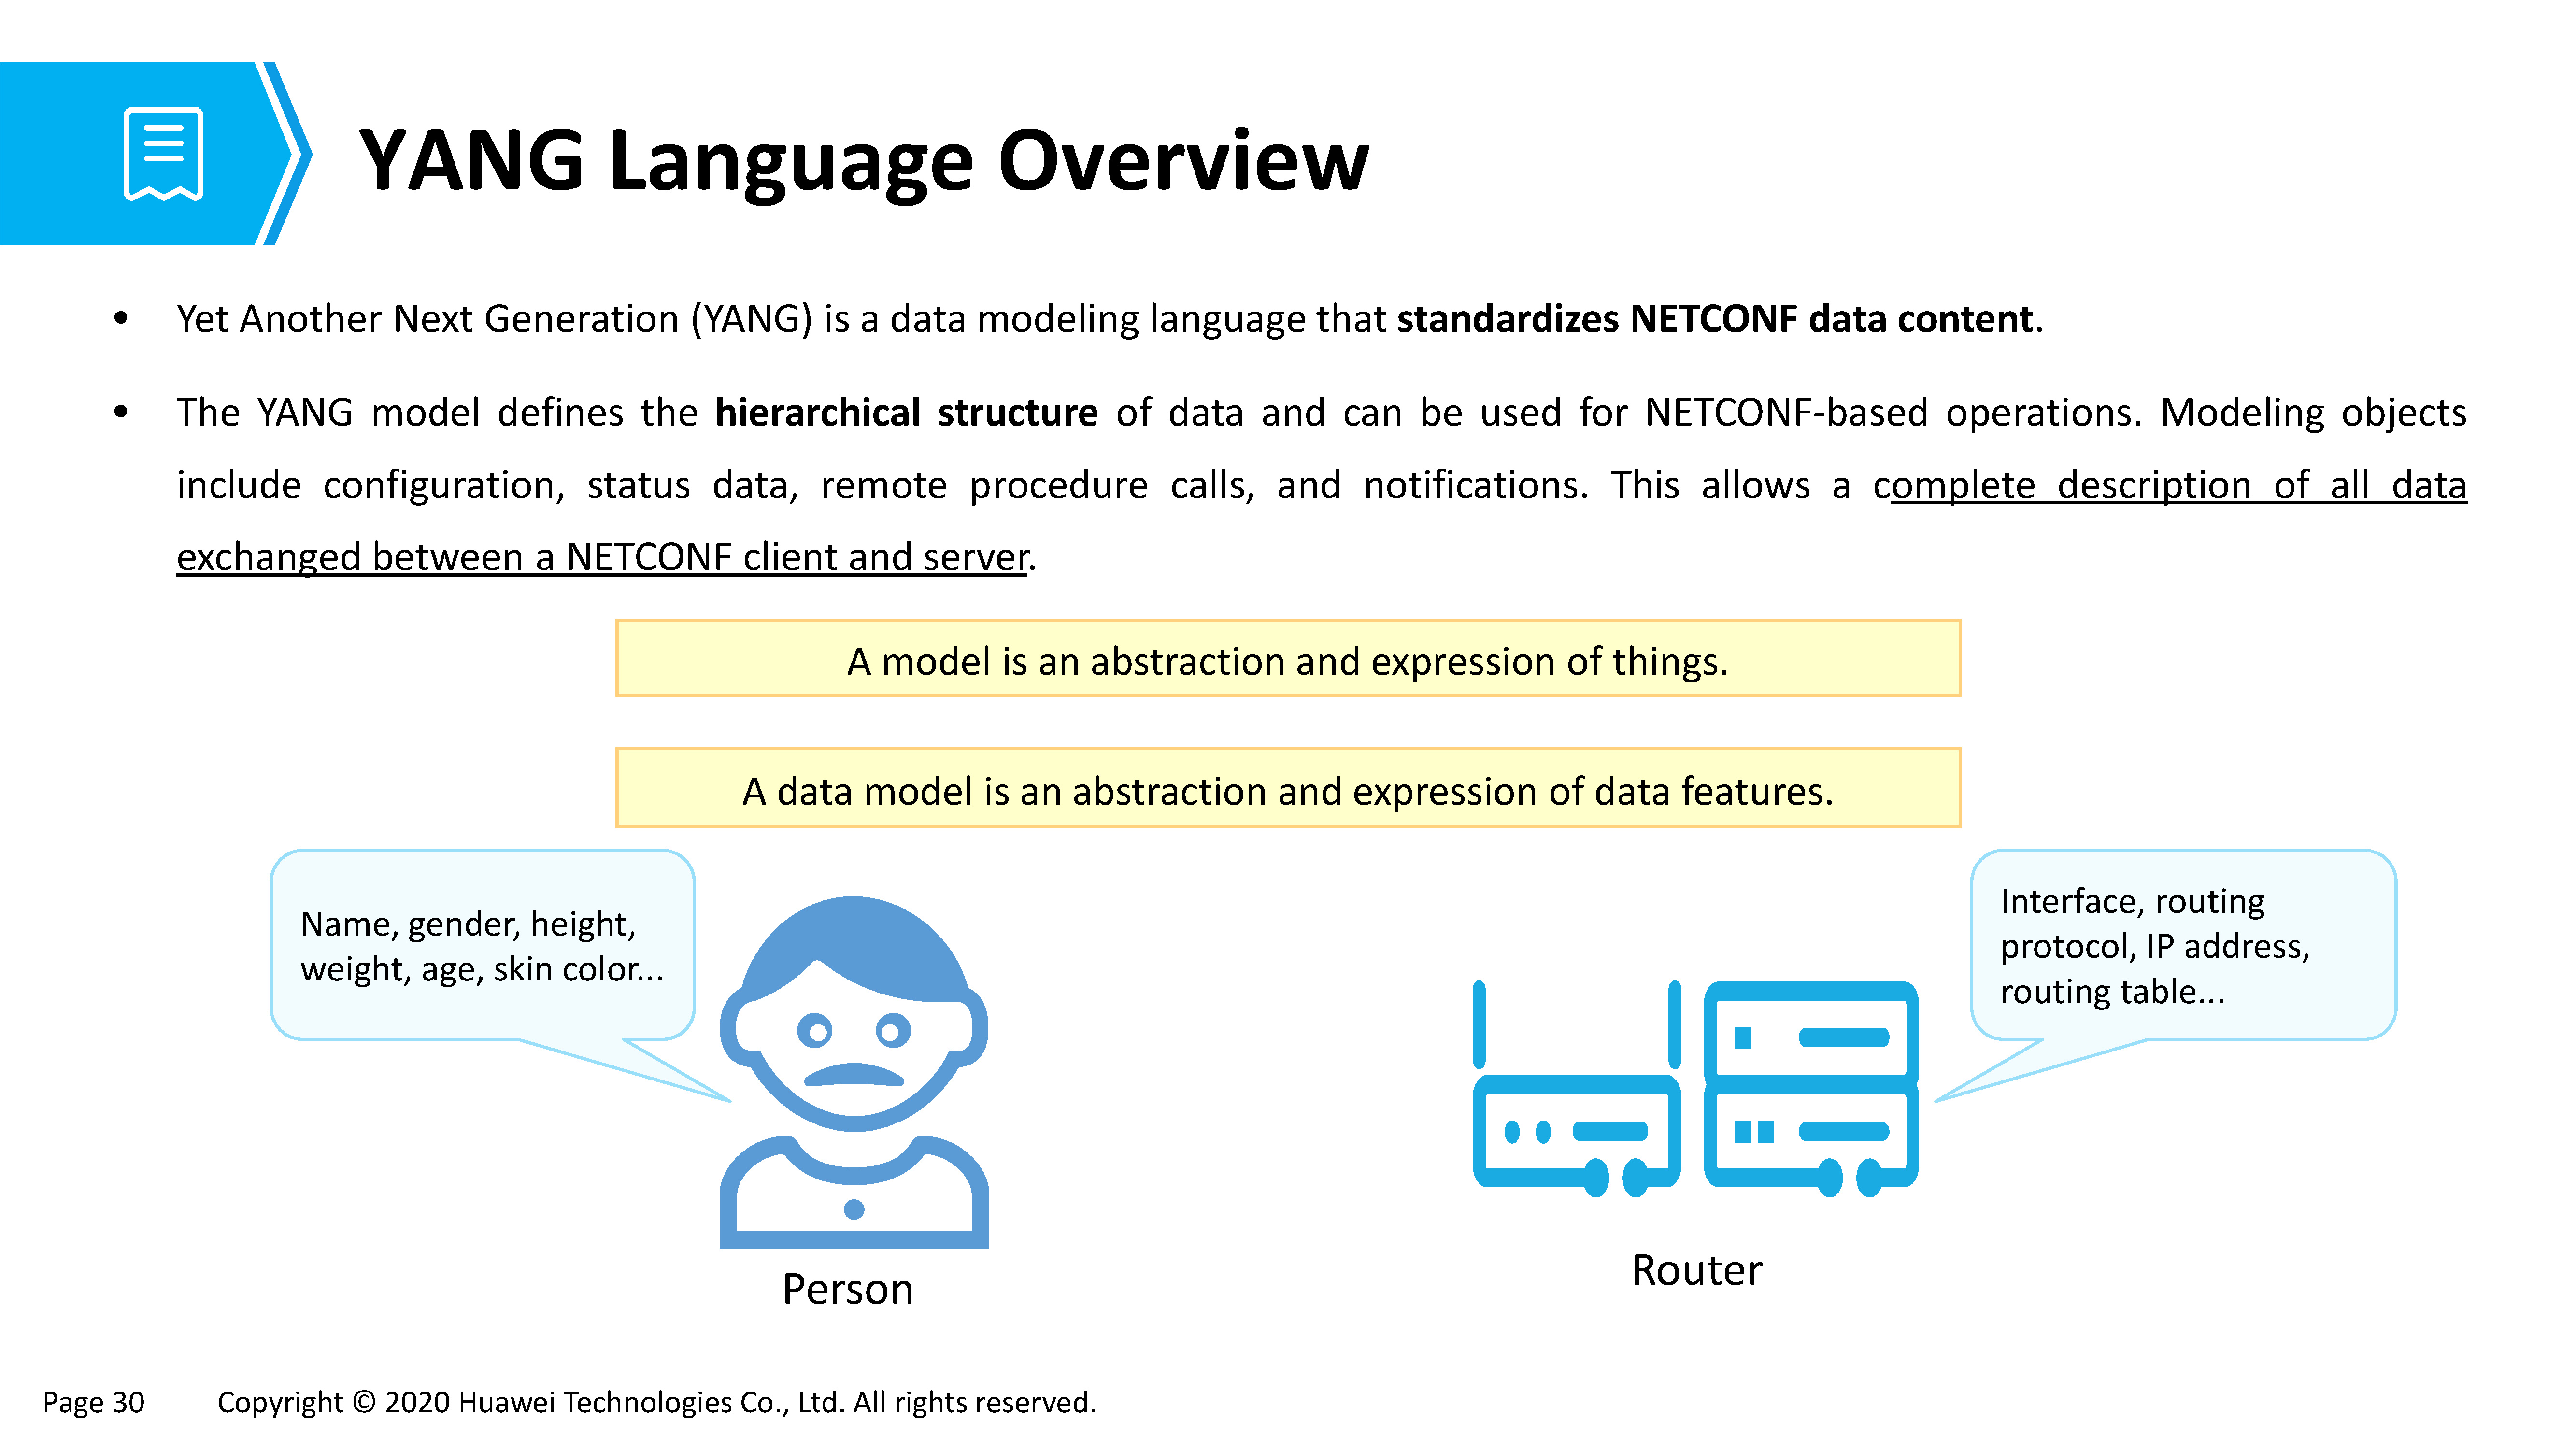 YANG Language Overview
• Yet Another Next Generation (YANG) is a data modeling language that standardizes NETCONF data content.
• The YANG model defines the hierarchical structure of data and can be used for NETCONF-based operations. Modeling objects
include configuration, status data, remote procedure calls, and notifications. This allows a complete description of all data
exchanged between a NETCONF client and server.
A model is an abstraction and expression of things.
A data model is an abstraction and expression of data features.
Name, gender, height,
weight, age, skin color...
Interface, routing
protocol, IP address,
routing table...
Person
Router
Page 30 Copyright © 2020 Huawei Technologies Co., Ltd. All rights reserved.